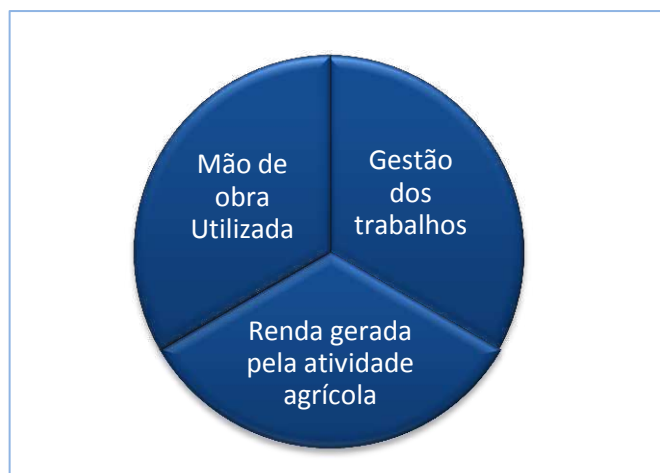 Mão de
obra
Utilizada
Gestão
dos
trabalhos
Renda gerada
pela atividade
agrícola